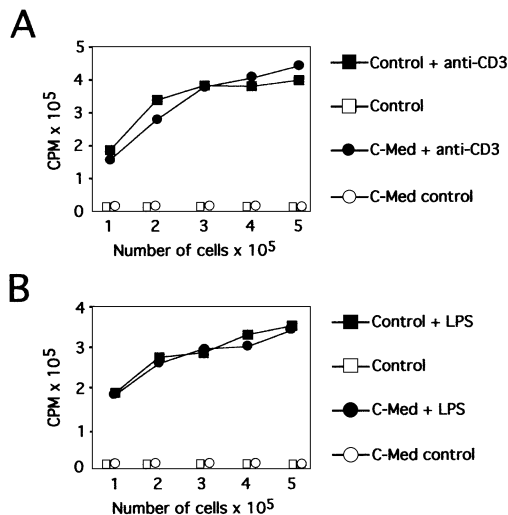 A
5
4
3
2
1
0
CPM x 10⁵
1 2 3 4 5
Number of cells x 10⁵
Control + anti-CD3
Control
C-Med + anti-CD3
C-Med control
B
4
3
2
1
0
CPM x 10⁵
1 2 3 4 5
Number of cells x 10⁵
Control + LPS
Control
C-Med + LPS
C-Med control